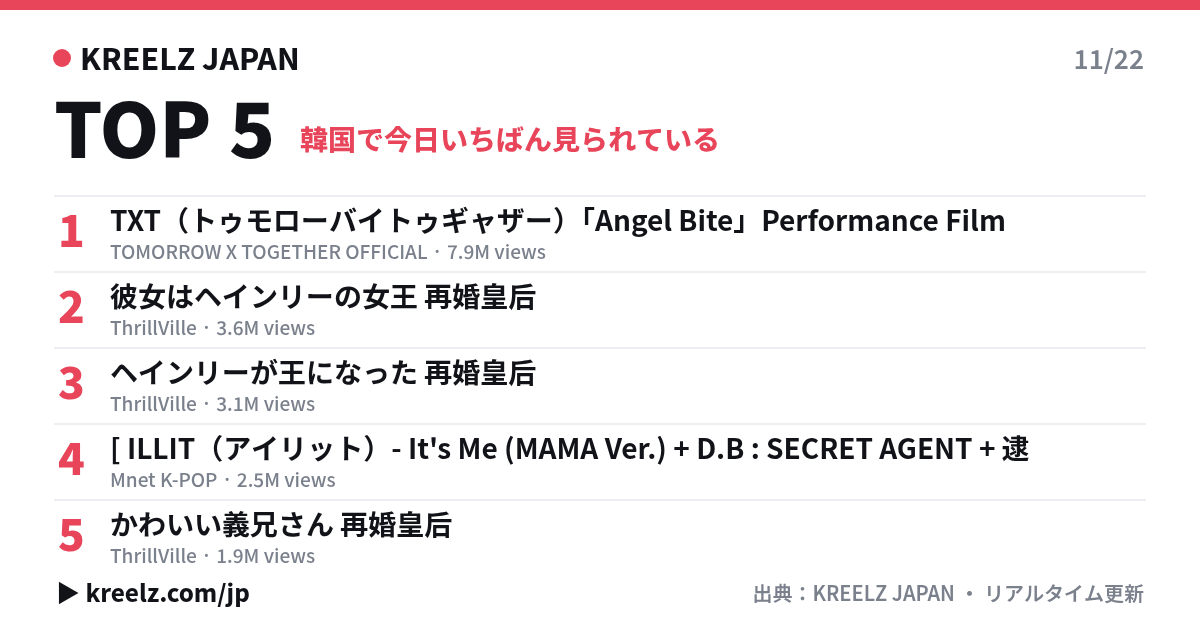 KREELZ JAPAN
11/22
TOP 5 韓国で今日いちばん見られている
1 TXT（トゥモローバイトゥギャザー）「Angel Bite」Performance Film
TOMORROW X TOGETHER OFFICIAL · 7.9M views
2 彼女はヘインリーの女王 再婚皇后
ThrillVille · 3.6M views
3 ヘインリーが王になった 再婚皇后
ThrillVille · 3.1M views
4 [ ILLIT（アイリット）- It's Me (MAMA Ver.) + D.B : SECRET AGENT + 逮
Mnet K-POP · 2.5M views
5 かわいい義兄さん 再婚皇后
ThrillVille · 1.9M views
▶ kreelz.com/jp
出典：KREELZ JAPAN ・ リアルタイム更新